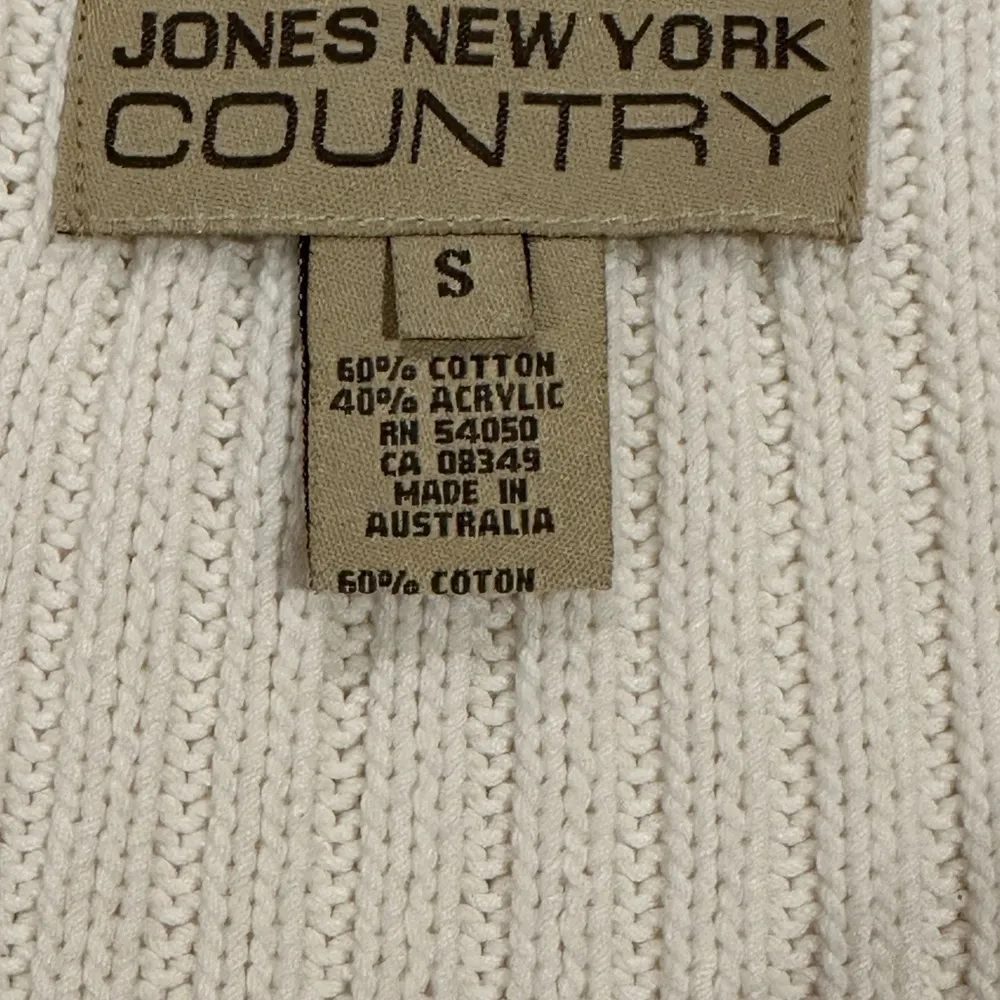 JONES NEW YORK
COUNTRY
S
60% COTTON
40% ACRYLIC
RN 54050
CA 08349
MADE IN
AUSTRALIA
60% COTON